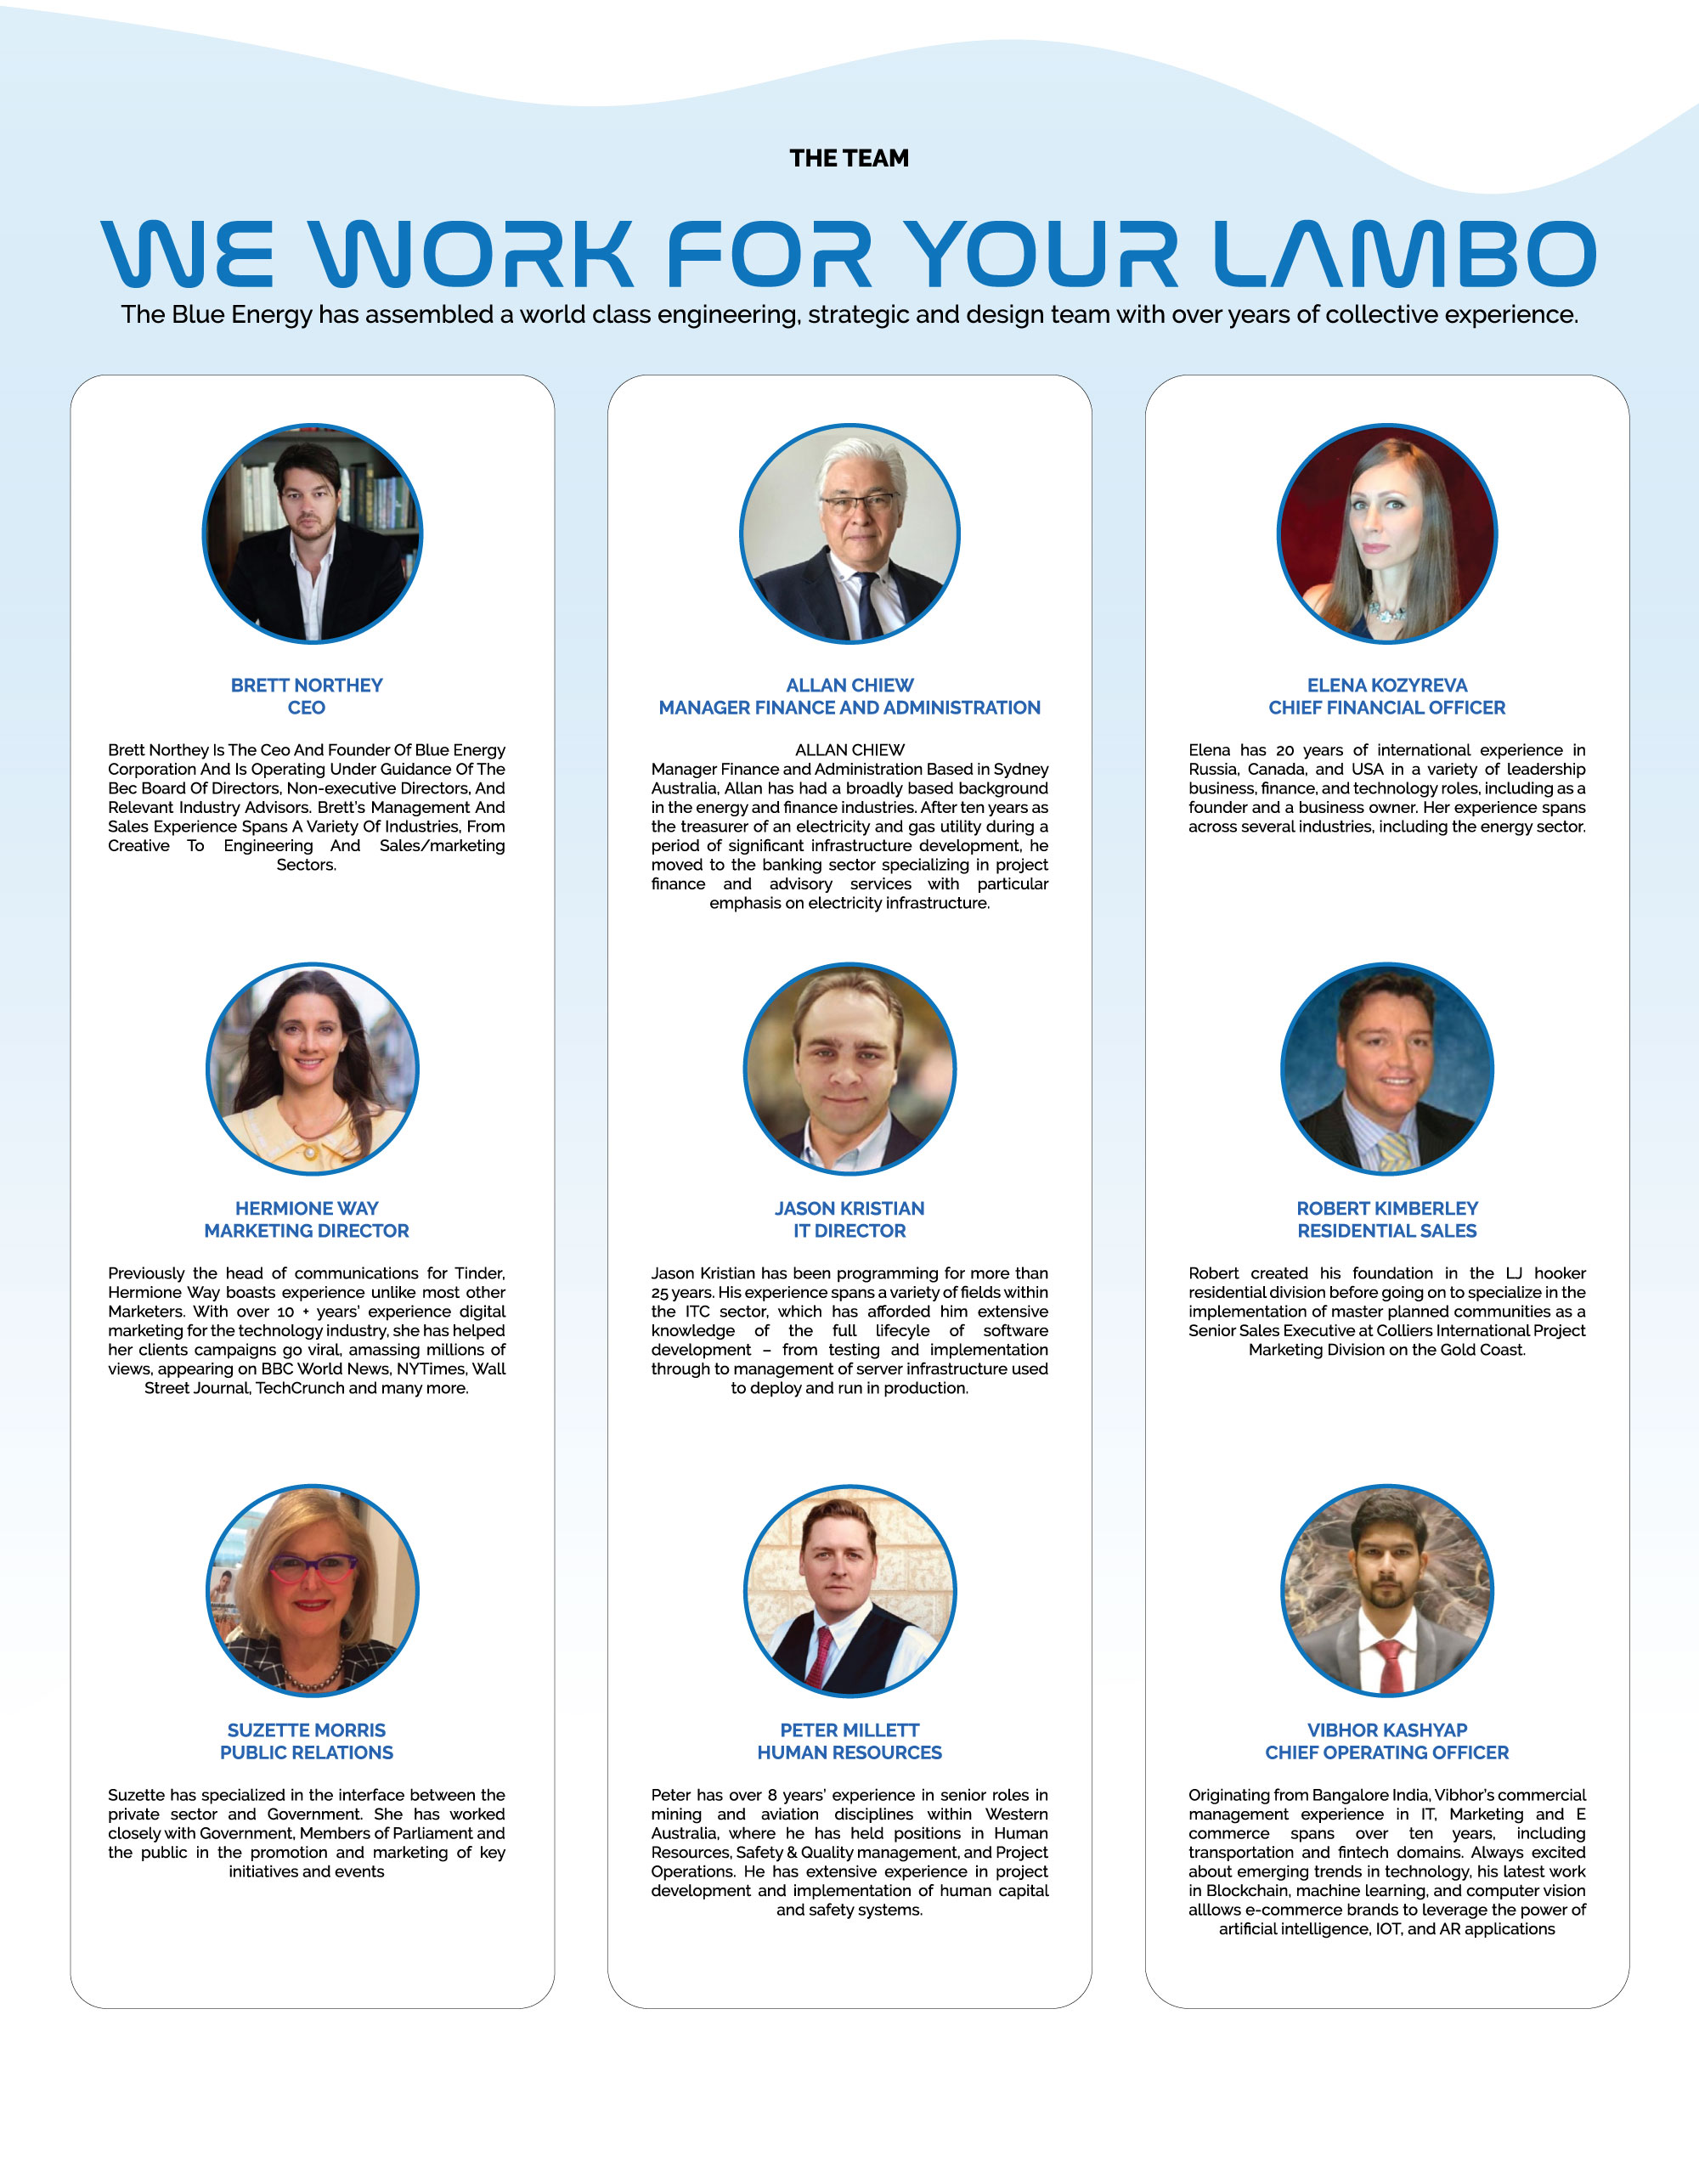 THE TEAM
WE WORK FOR YOUR LAMBO
The Blue Energy has assembled a world class engineering, strategic and design team with over years of collective experience.
BRETT NORTHEY
CEO
Brett Northey Is The Ceo And Founder Of Blue Energy
Corporation And Is Operating Under Guidance Of The
Bec Board Of Directors, Non-executive Directors, And
Relevant Industry Advisors. Brett's Management And
Sales Experience Spans A Variety Of Industries, From
Creative To Engineering And Sales/marketing
Sectors.
ALLAN CHIEW
MANAGER FINANCE AND ADMINISTRATION
ALLAN CHIEW
Manager Finance and Administration Based in Sydney
Australia, Allan has had a broadly based background
in the energy and finance industries. After ten years as
the treasurer of an electricity and gas utility during a
period of significant infrastructure development, he
moved to the banking sector specializing in project
finance and advisory services with particular
emphasis on electricity infrastructure.
ELENA KOZYREVA
CHIEF FINANCIAL OFFICER
Elena has 20 years of international experience in
Russia, Canada, and USA in a variety of leadership
business, finance, and technology roles, including as a
founder and a business owner. Her experience spans
across several industries, including the energy sector.
HERMIONE WAY
MARKETING DIRECTOR
Previously the head of communications for Tinder,
Hermione Way boasts experience unlike most other
Marketers. With over 10 + years' experience digital
marketing for the technology industry, she has helped
her clients campaigns go viral, amassing millions of
views, appearing on BBC World News, NYTimes, Wall
Street Journal, TechCrunch and many more.
JASON KRISTIAN
IT DIRECTOR
Jason Kristian has been programming for more than
25 years. His experience spans a variety of fields within
the ITC sector, which has afforded him extensive
knowledge of the full lifecyle of software
development – from testing and implementation
through to management of server infrastructure used
to deploy and run in production.
ROBERT KIMBERLEY
RESIDENTIAL SALES
Robert created his foundation in the LJ hooker
residential division before going on to specialize in the
implementation of master planned communities as a
Senior Sales Executive at Colliers International Project
Marketing Division on the Gold Coast.
SUZETTE MORRIS
PUBLIC RELATIONS
Suzette has specialized in the interface between the
private sector and Government. She has worked
closely with Government, Members of Parliament and
the public in the promotion and marketing of key
initiatives and events
PETER MILLETT
HUMAN RESOURCES
Peter has over 8 years' experience in senior roles in
mining and aviation disciplines within Western
Australia, where he has held positions in Human
Resources, Safety & Quality management, and Project
Operations. He has extensive experience in project
development and implementation of human capital
and safety systems.
VIBHOR KASHYAP
CHIEF OPERATING OFFICER
Originating from Bangalore India, Vibhor's commercial
management experience in IT, Marketing and E
commerce spans over ten years, including
transportation and fintech domains. Always excited
about emerging trends in technology, his latest work
in Blockchain, machine learning, and computer vision
alllows e-commerce brands to leverage the power of
artificial intelligence, IOT, and AR applications